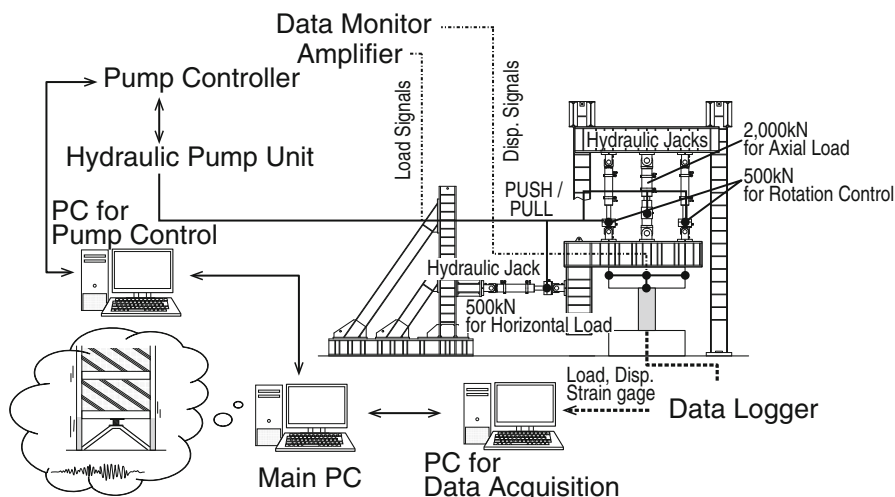 Data Monitor
Amplifier
Pump Controller
Load Signals
Disp. Signals
Hydraulic Jacks
2,000kN
for Axial Load
Hydraulic Pump Unit
500kN
for Rotation Control
PUSH /
PULL
PC for
Pump Control
Hydraulic Jack
500kN
for Horizontal Load
Load, Disp.
Strain gage
Data Logger
Main PC
PC for
Data Acquisition